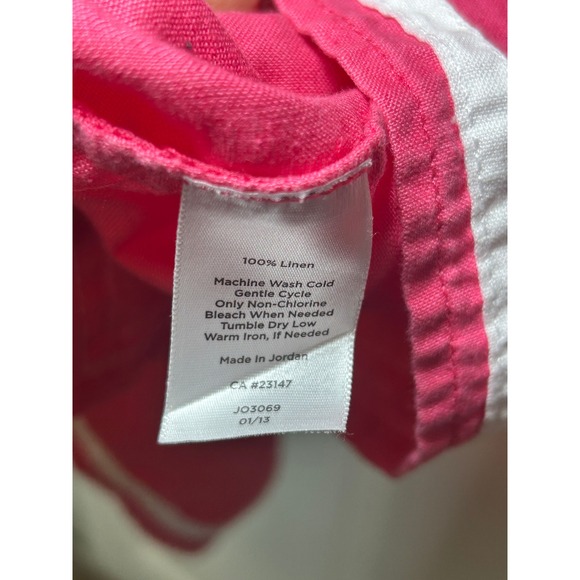 100% Linen
Machine Wash Cold
Gentle Cycle
Only Non-Chlorine
Bleach When Needed
Tumble Dry Low
Warm Iron, If Needed
Made in Jordan
CA #23147
JO3069
01/13